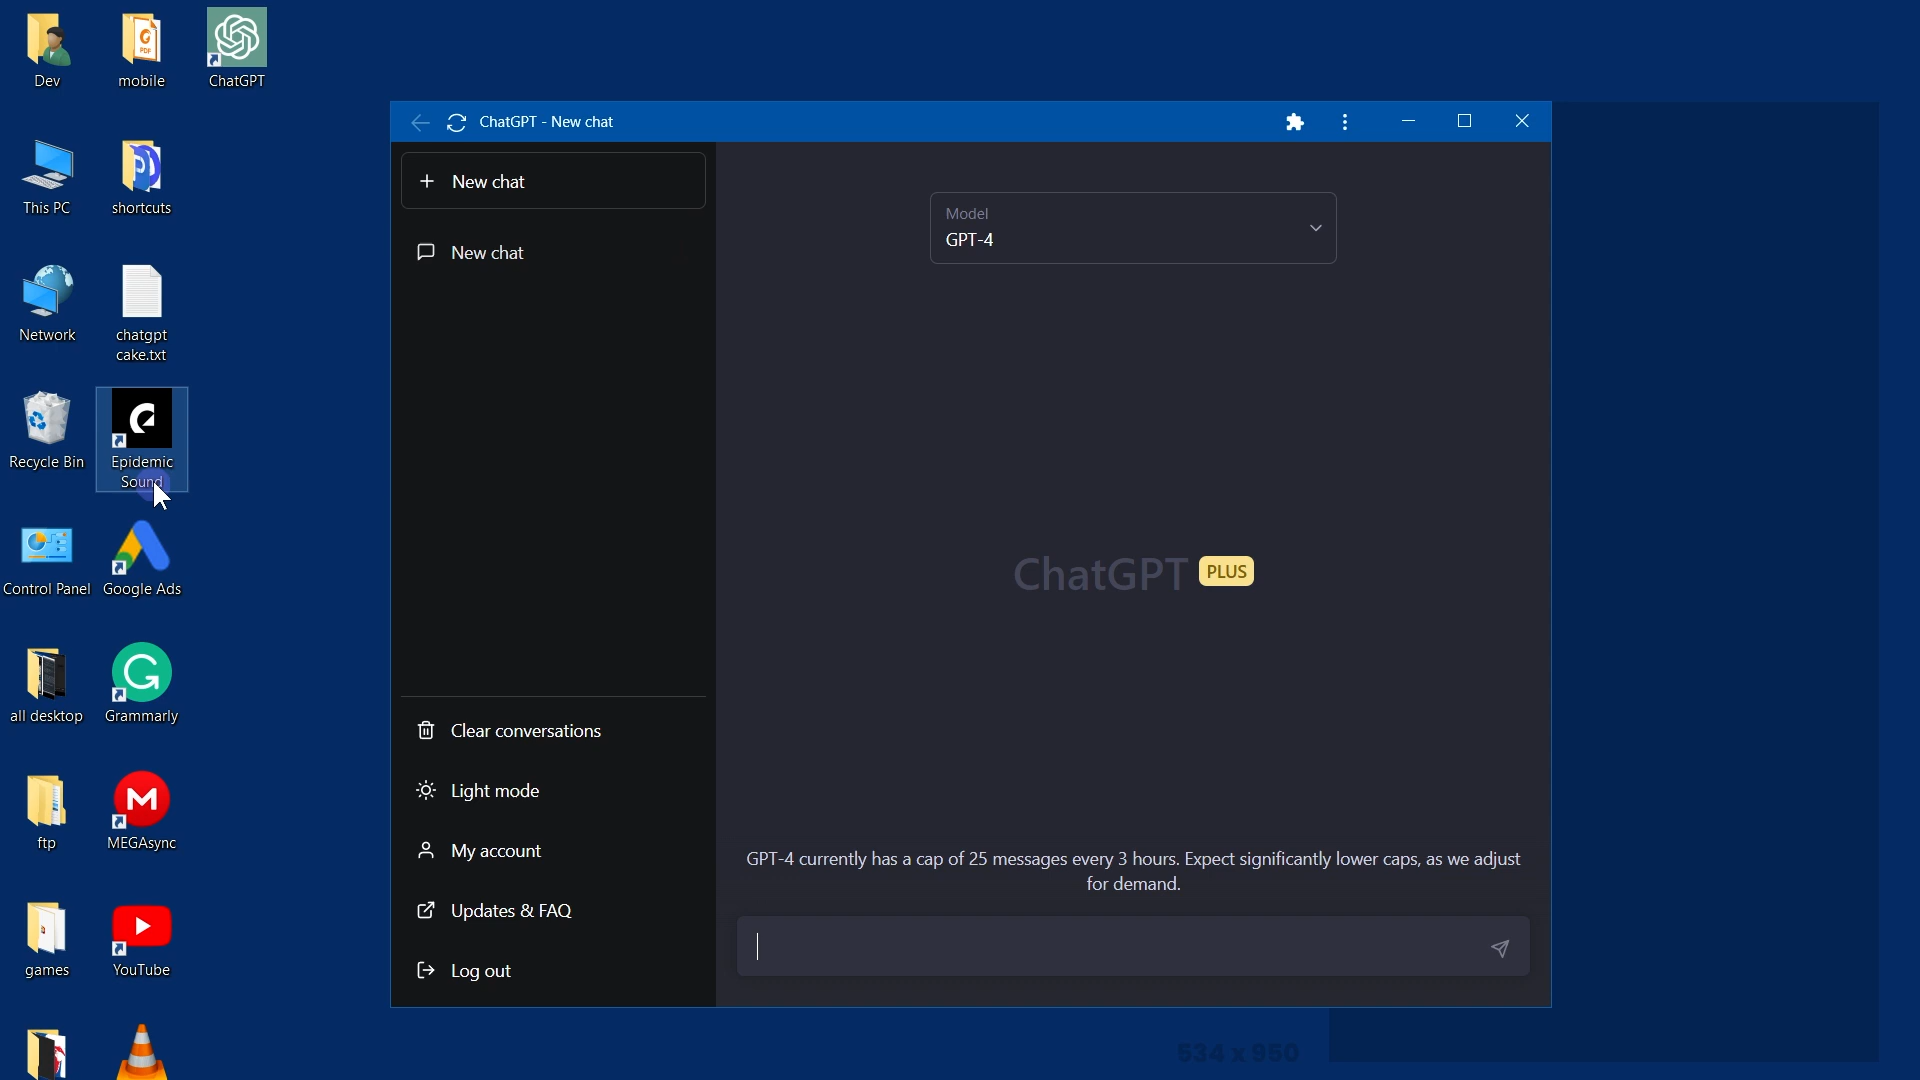 Dev
mobile
ChatGPT
This PC
shortcuts
Network
chatgpt
cake.txt
Recycle Bin
Epidemic
Sound
Control Panel
Google Ads
all desktop
Grammarly
ftp
MEGAsync
games
YouTube
ChatGPT - New chat
New chat
New chat
Clear conversations
Light mode
My account
Updates & FAQ
Log out
Model
GPT-4
ChatGPT PLUS
GPT-4 currently has a cap of 25 messages every 3 hours. Expect significantly lower caps, as we adjust
for demand.
534 x 950